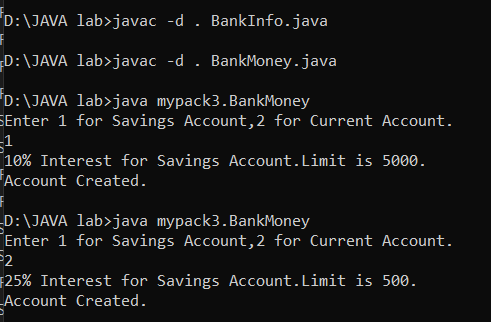 D:\JAVA lab>javac -d . BankInfo.java
D:\JAVA lab>javac -d . BankMoney.java
D:\JAVA lab>java mypack3.BankMoney
Enter 1 for Savings Account,2 for Current Account.
1
10% Interest for Savings Account.Limit is 5000.
Account Created.
D:\JAVA lab>java mypack3.BankMoney
Enter 1 for Savings Account,2 for Current Account.
2
25% Interest for Savings Account.Limit is 500.
Account Created.